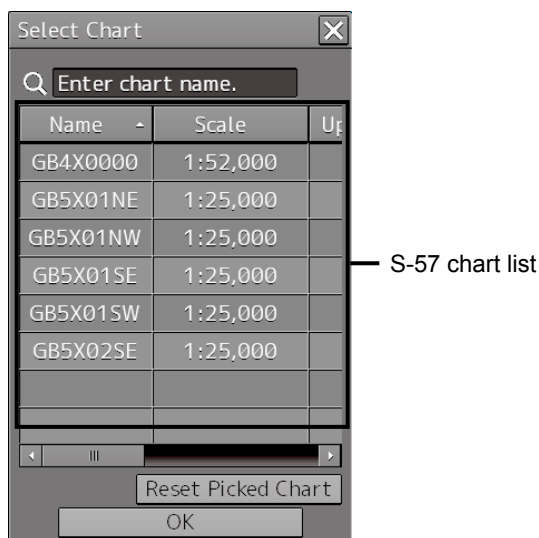 Select Chart
Enter chart name.
Name Scale Up
GB4X0000 1:52,000
GB5X01NE 1:25,000
GB5X01NW 1:25,000
GB5X01SE 1:25,000
GB5X01SW 1:25,000
GB5X02SE 1:25,000
S-57 chart list
Reset Picked Chart
OK